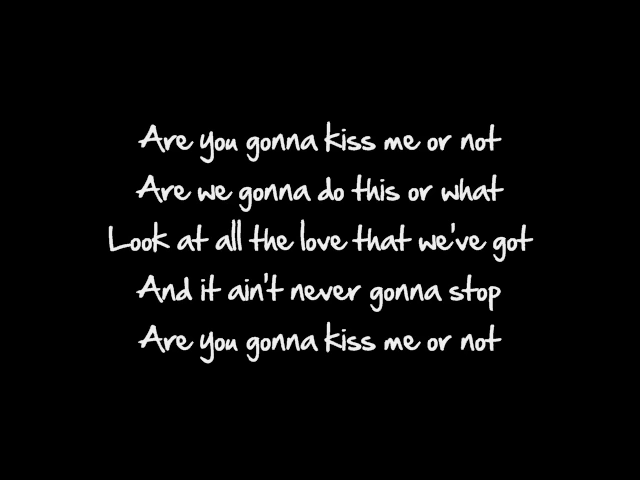 Are you gonna kiss me or not
Are we gonna do this or what
Look at all the love that we've got
And it ain't never gonna stop
Are you gonna kiss me or not